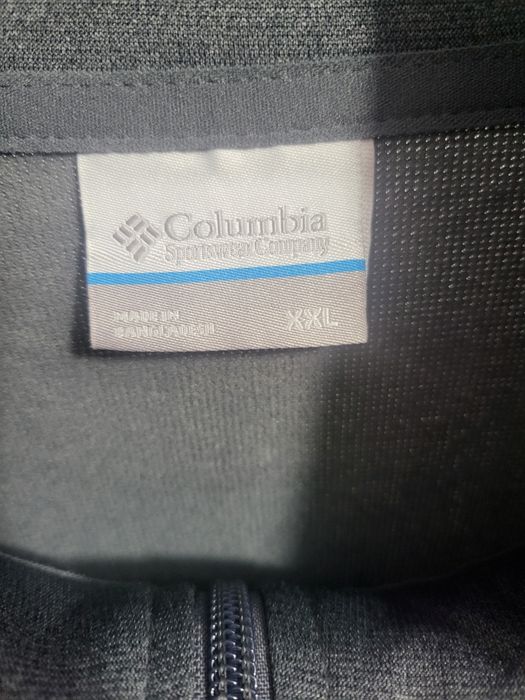 Columbia
Sportswear Company
MADE IN
BANGLADESH
XXL